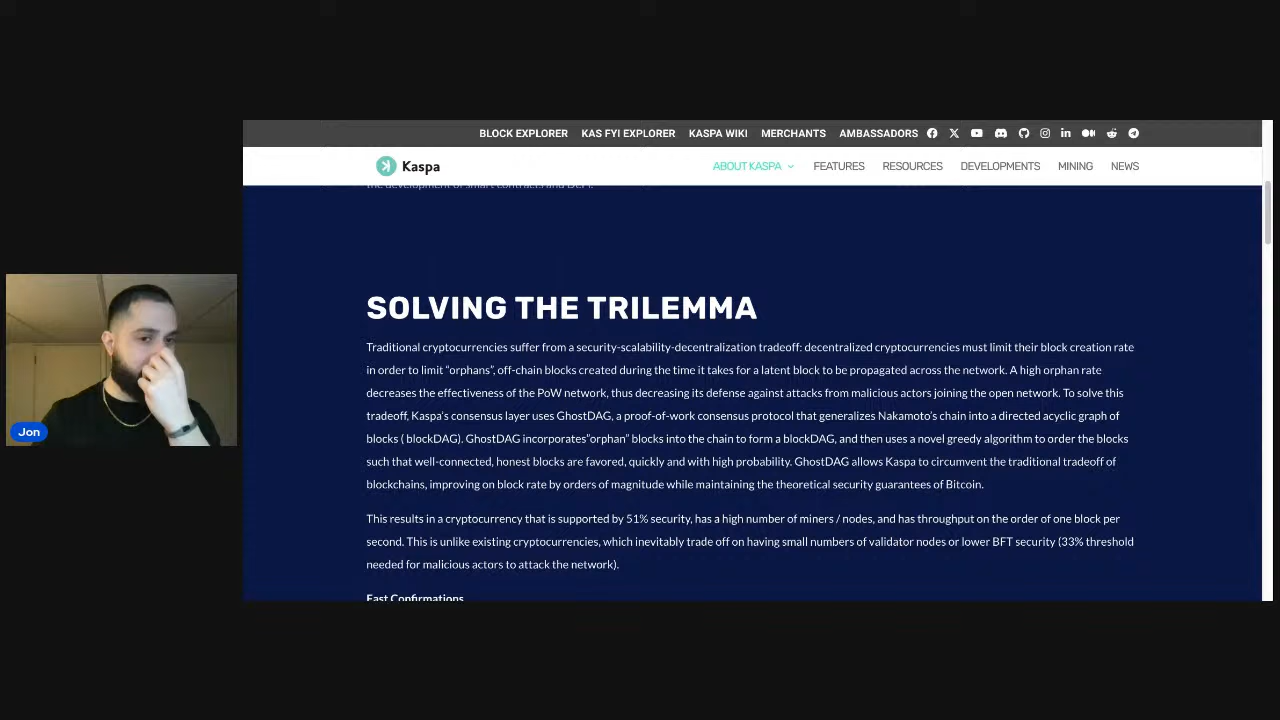 BLOCK EXPLORER KAS FYI EXPLORER KASPA WIKI MERCHANTS AMBASSADORS
Kaspa
ABOUT KASPA FEATURES RESOURCES DEVELOPMENTS MINING NEWS
the development of smart contracts and DeFi.
SOLVING THE TRILEMMA
Traditional cryptocurrencies suffer from a security-scalability-decentralization tradeoff: decentralized cryptocurrencies must limit their block creation rate
in order to limit “orphans”, off-chain blocks created during the time it takes for a latent block to be propagated across the network. A high orphan rate
decreases the effectiveness of the PoW network, thus decreasing its defense against attacks from malicious actors joining the open network. To solve this
tradeoff, Kaspa’s consensus layer uses GhostDAG, a proof-of-work consensus protocol that generalizes Nakamoto’s chain into a directed acyclic graph of
blocks ( blockDAG). GhostDAG incorporates“orphan” blocks into the chain to form a blockDAG, and then uses a novel greedy algorithm to order the blocks
such that well-connected, honest blocks are favored, quickly and with high probability. GhostDAG allows Kaspa to circumvent the traditional tradeoff of
blockchains, improving on block rate by orders of magnitude while maintaining the theoretical security guarantees of Bitcoin.
This results in a cryptocurrency that is supported by 51% security, has a high number of miners / nodes, and has throughput on the order of one block per
second. This is unlike existing cryptocurrencies, which inevitably trade off on having small numbers of validator nodes or lower BFT security (33% threshold
needed for malicious actors to attack the network).
Fast Confirmations
Jon